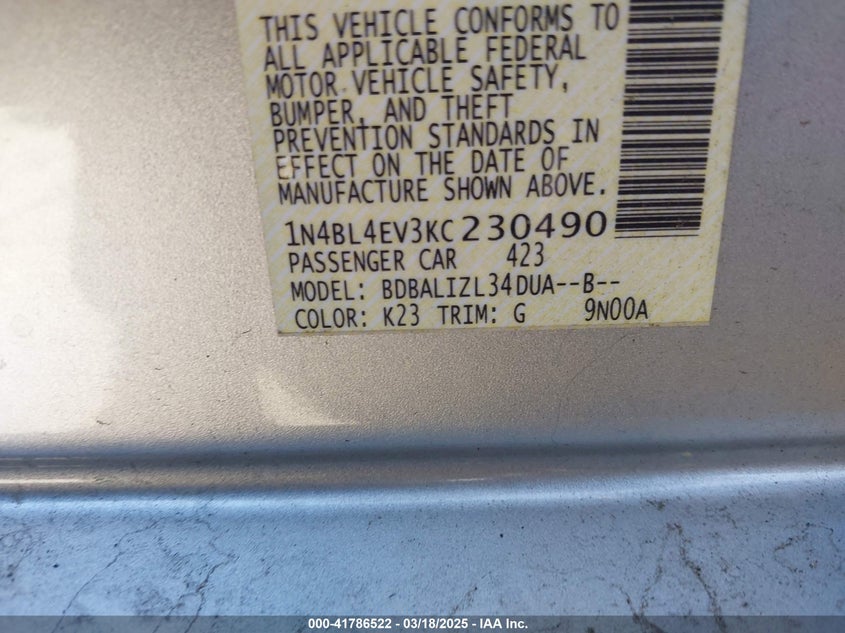 THIS VEHICLE CONFORMS TO
ALL APPLICABLE FEDERAL
MOTOR VEHICLE SAFETY,
BUMPER, AND THEFT
PREVENTION STANDARDS IN
EFFECT ON THE DATE OF
MANUFACTURE SHOWN ABOVE.
1N4BL4EV3KC230490
PASSENGER CAR 423
MODEL: BDBALIZL34DUA--B--
COLOR: K23 TRIM: G 9N00A
000-41786522 - 03/18/2025 - IAA Inc.